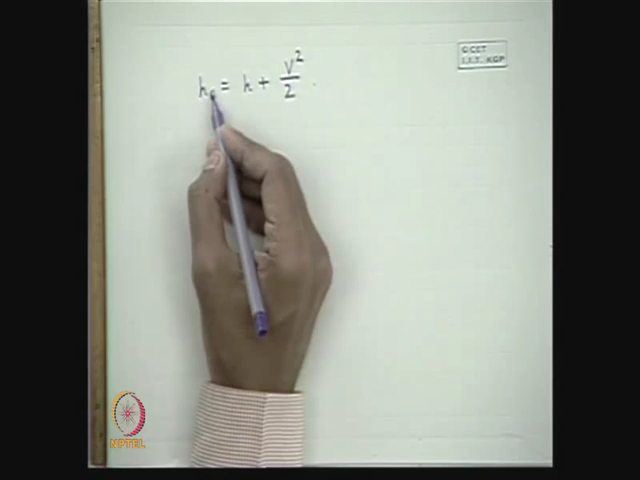 h₀ = h + V²/2 .
© CET
I.I.T. KGP
NPTEL